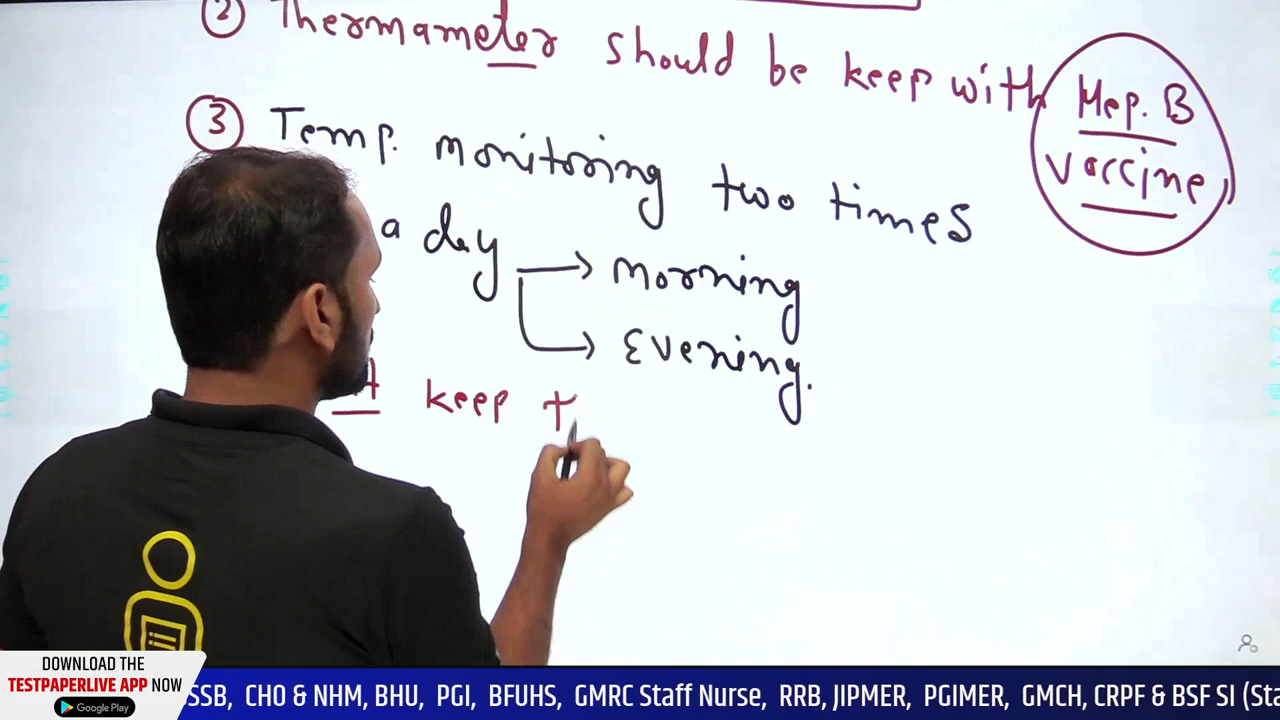 ② Thermameter should be keep with Hep. B
vaccine
③ Temp. monitoring two times
a day → Morning
→ Evening.
keep t
DOWNLOAD THE
TESTPAPERLIVE APP NOW
Google Play
SSB, CHO & NHM, BHU, PGI, BFUHS, GMRC Staff Nurse, RRB, JIPMER, PGIMER, GMCH, CRPF & BSF SI (Sta